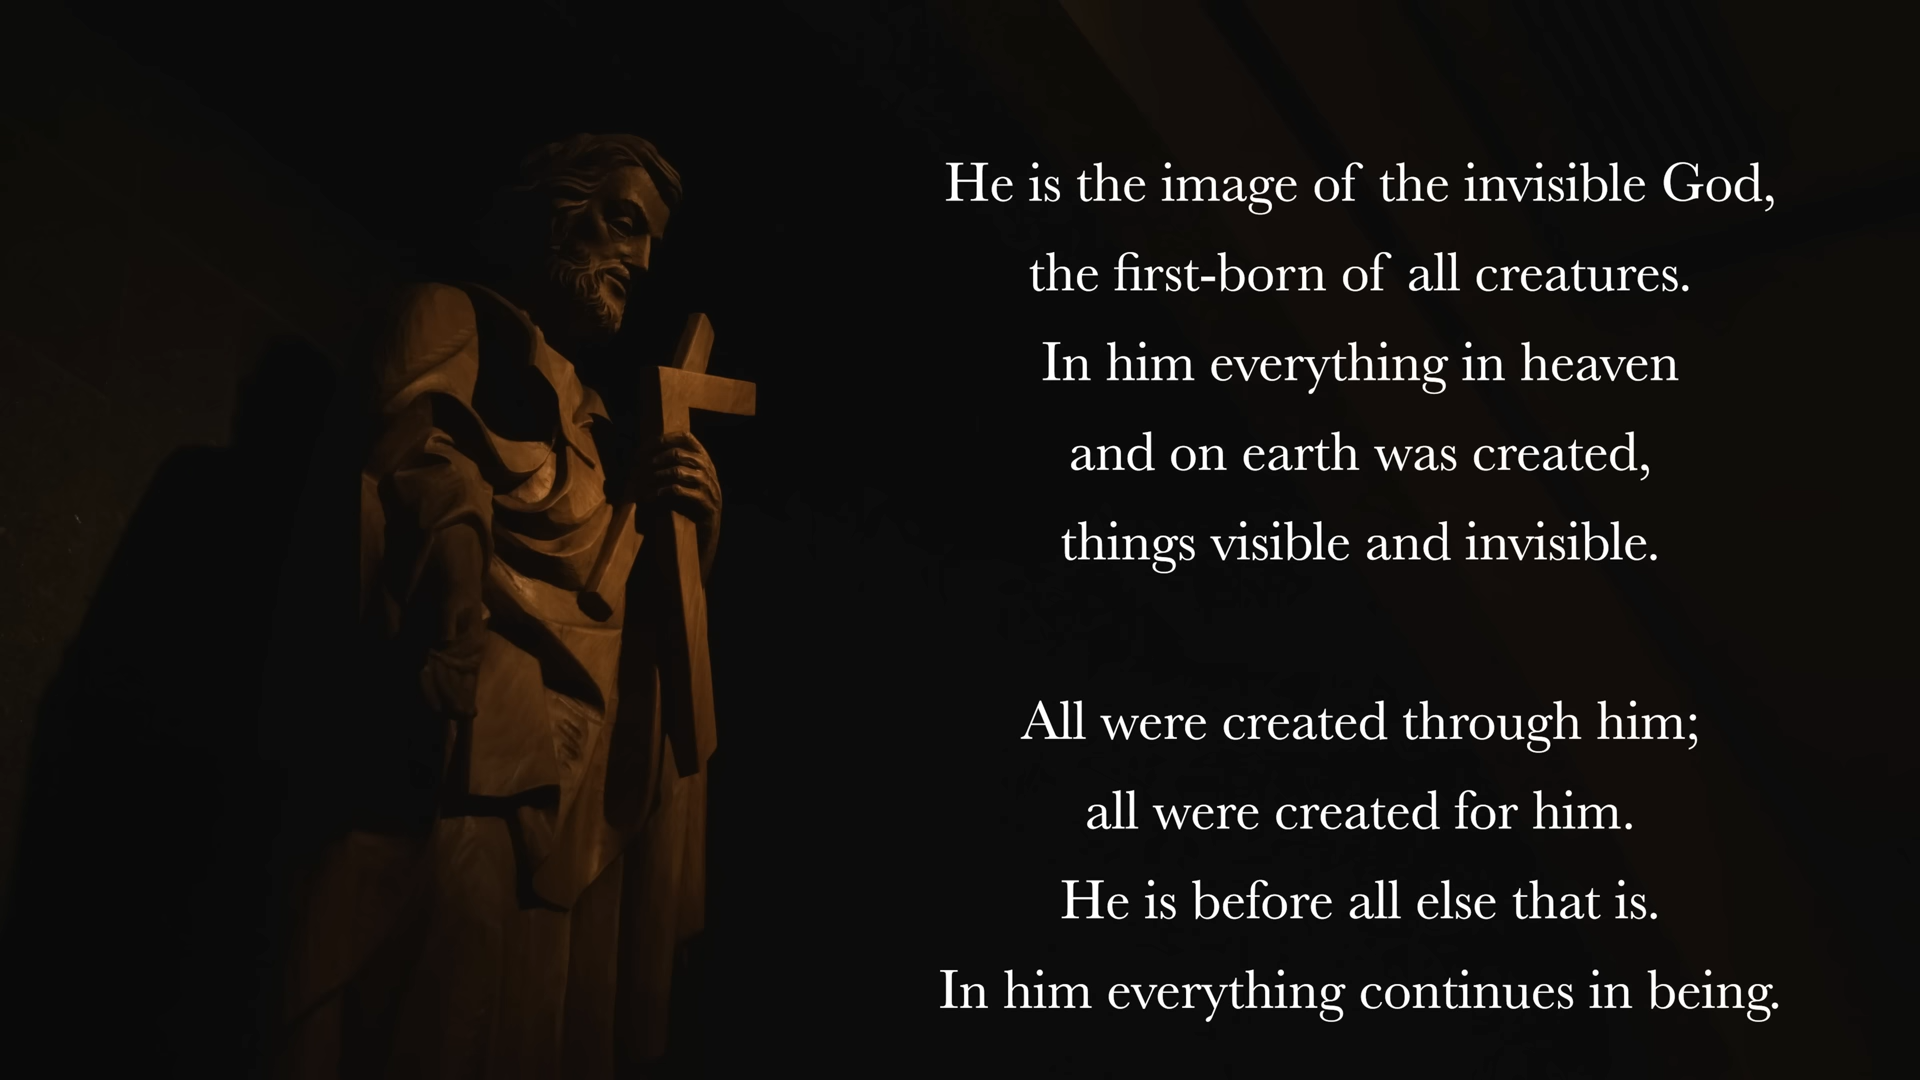 He is the image of the invisible God,
the first-born of all creatures.
In him everything in heaven
and on earth was created,
things visible and invisible.
All were created through him;
all were created for him.
He is before all else that is.
In him everything continues in being.